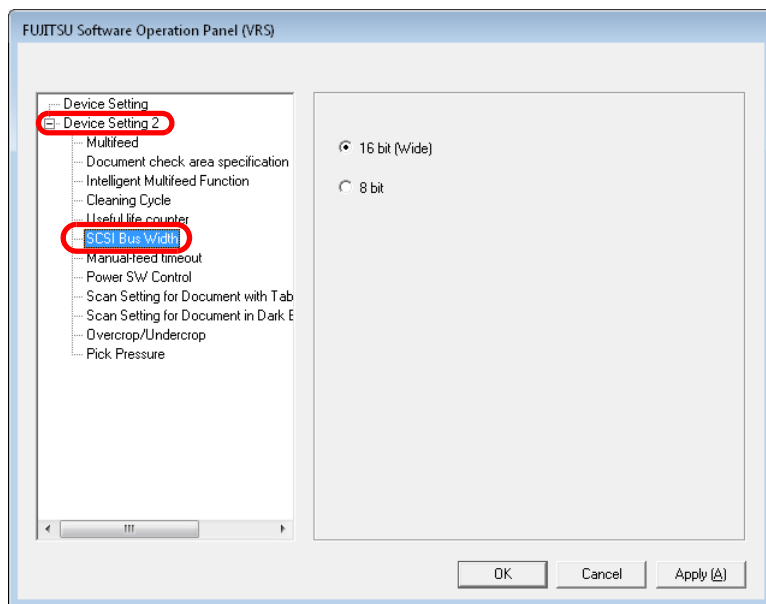 FUJITSU Software Operation Panel (VRS)
Device Setting
Device Setting 2
Multifeed
Document check area specification
Intelligent Multifeed Function
Cleaning Cycle
Useful life counter
SCSI Bus Width
Manual-feed timeout
Power SW Control
Scan Setting for Document with Tab
Scan Setting for Document in Dark
Overcrop/Undercrop
Pick Pressure
16 bit (Wide)
8 bit
OK
Cancel
Apply (A)